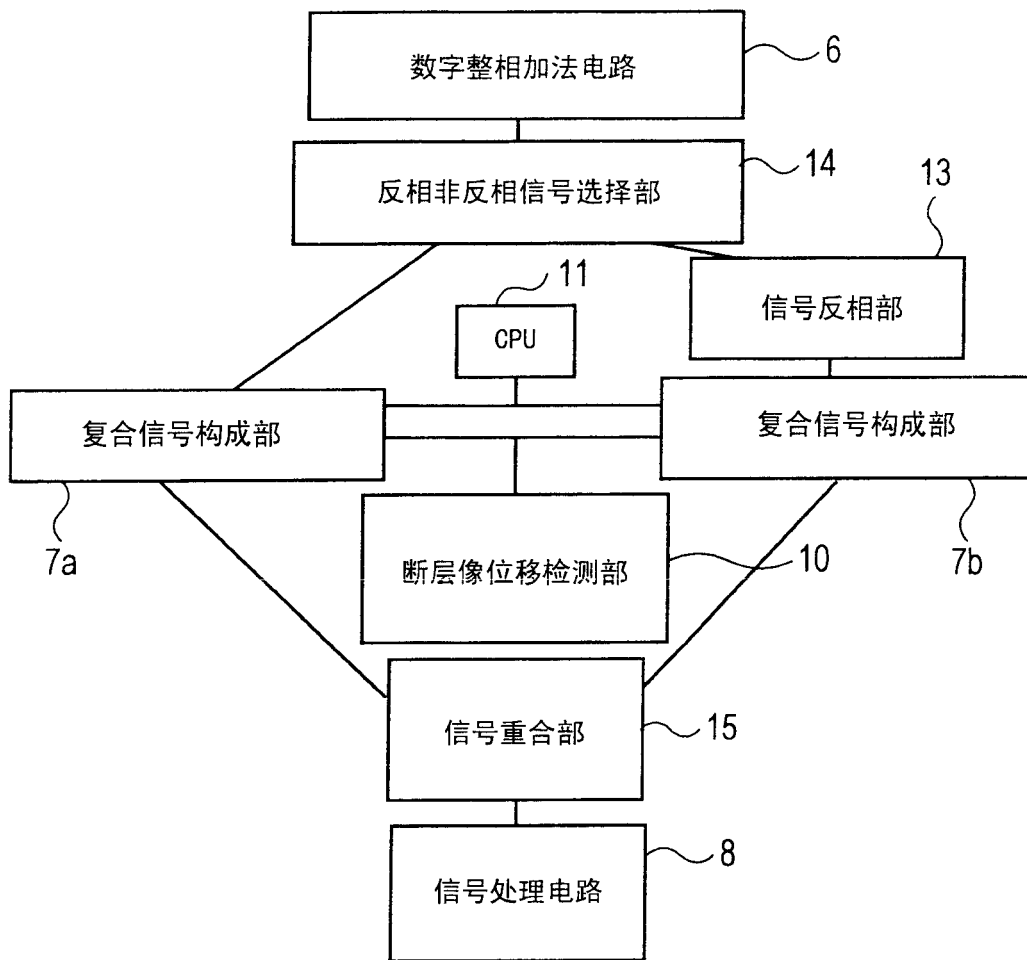 数字整相加法电路
6
反相非反相信号选择部
14
13
信号反相部
11
CPU
复合信号构成部
7a
复合信号构成部
7b
断层像位移检测部
10
信号重合部
15
信号处理电路
8